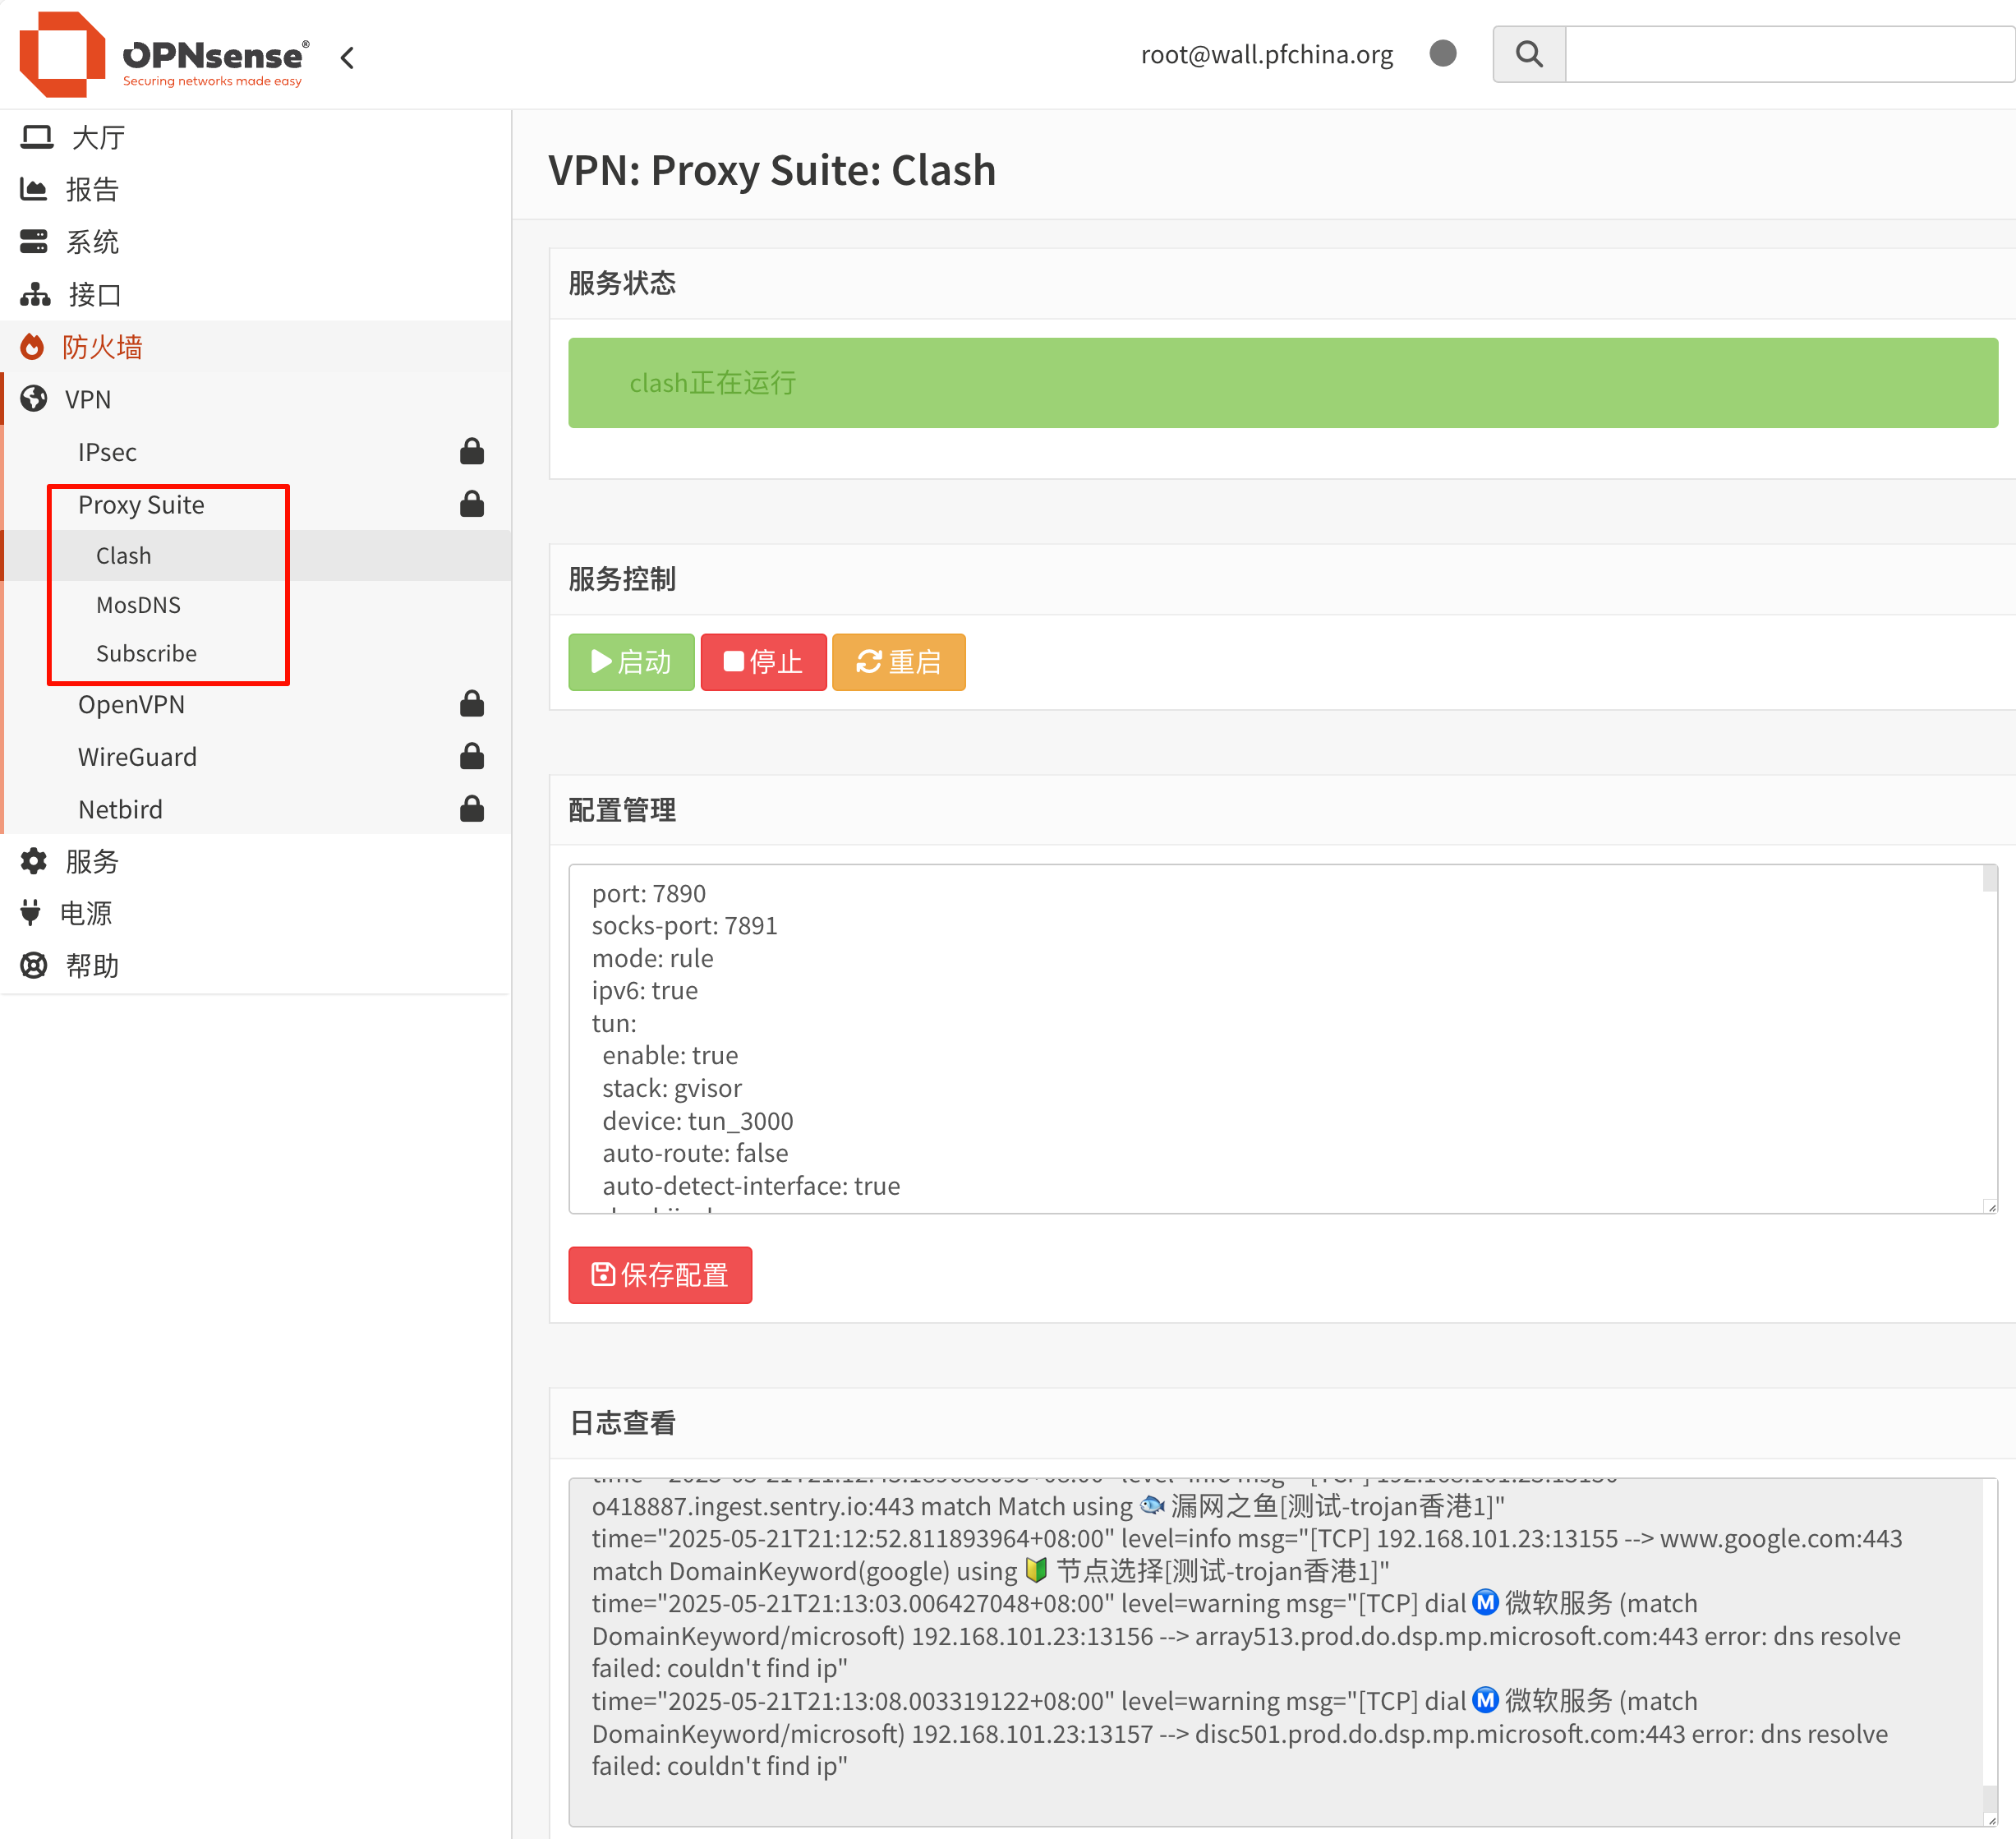 OPNsense®
Securing networks made easy
root@wall.pfchina.org
大厅
报告
系统
接口
防火墙
VPN
IPsec
Proxy Suite
Clash
MosDNS
Subscribe
OpenVPN
WireGuard
Netbird
服务
电源
帮助
VPN: Proxy Suite: Clash
服务状态
clash正在运行
服务控制
启动
停止
重启
配置管理
port: 7890
socks-port: 7891
mode: rule
ipv6: true
tun:
enable: true
stack: gvisor
device: tun_3000
auto-route: false
auto-detect-interface: true
保存配置
日志查看
o418887.ingest.sentry.io:443 match Match using 🐟 漏网之鱼[测试-trojan香港1]"
time="2025-05-21T21:12:52.811893964+08:00" level=info msg="[TCP] 192.168.101.23:13155 --> www.google.com:443
match DomainKeyword(google) using 🔰 节点选择[测试-trojan香港1]"
time="2025-05-21T21:13:03.006427048+08:00" level=warning msg="[TCP] dial Ⓜ️ 微软服务 (match
DomainKeyword/microsoft) 192.168.101.23:13156 --> array513.prod.do.dsp.mp.microsoft.com:443 error: dns resolve
failed: couldn't find ip"
time="2025-05-21T21:13:08.003319122+08:00" level=warning msg="[TCP] dial Ⓜ️ 微软服务 (match
DomainKeyword/microsoft) 192.168.101.23:13157 --> disc501.prod.do.dsp.mp.microsoft.com:443 error: dns resolve
failed: couldn't find ip"